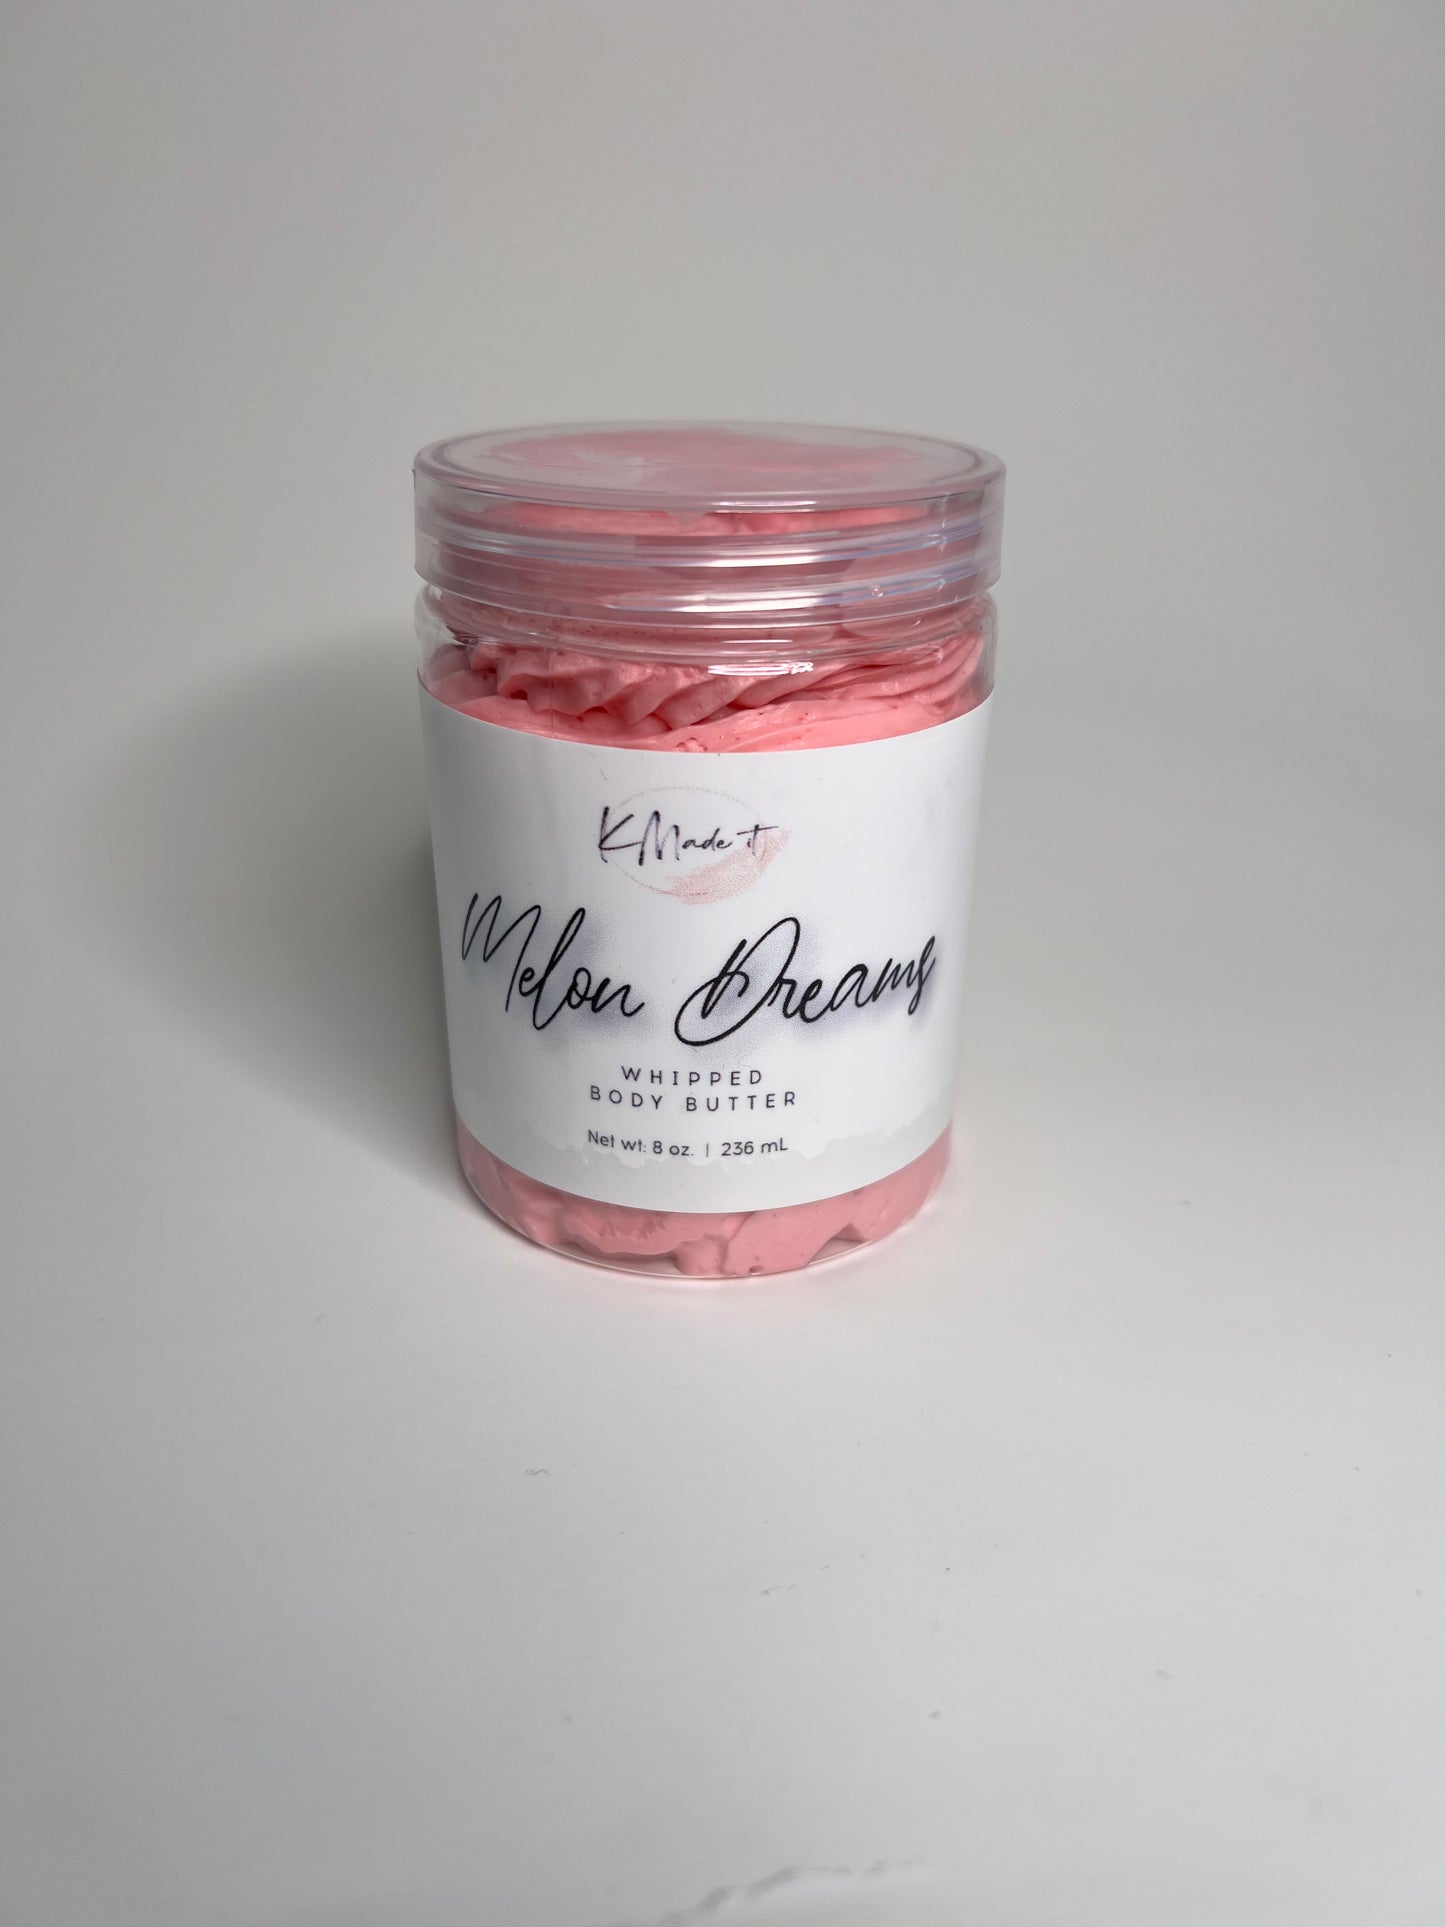 KMade it
Melon Dreams
WHIPPED
BODY BUTTER
Net wt: 8 oz. | 236 mL